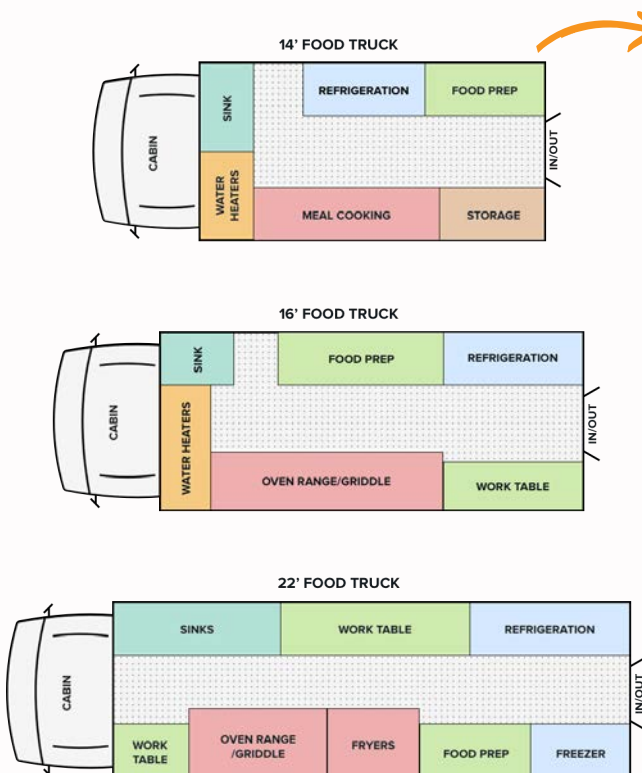 14’ FOOD TRUCK
CABIN
SINK
REFRIGERATION
FOOD PREP
IN/OUT
WATER
HEATERS
MEAL COOKING
STORAGE
16’ FOOD TRUCK
CABIN
SINK
FOOD PREP
REFRIGERATION
IN/OUT
WATER HEATERS
OVEN RANGE/GRIDDLE
WORK TABLE
22’ FOOD TRUCK
CABIN
SINKS
WORK TABLE
REFRIGERATION
IN/OUT
WORK
TABLE
OVEN RANGE
/GRIDDLE
FRYERS
FOOD PREP
FREEZER